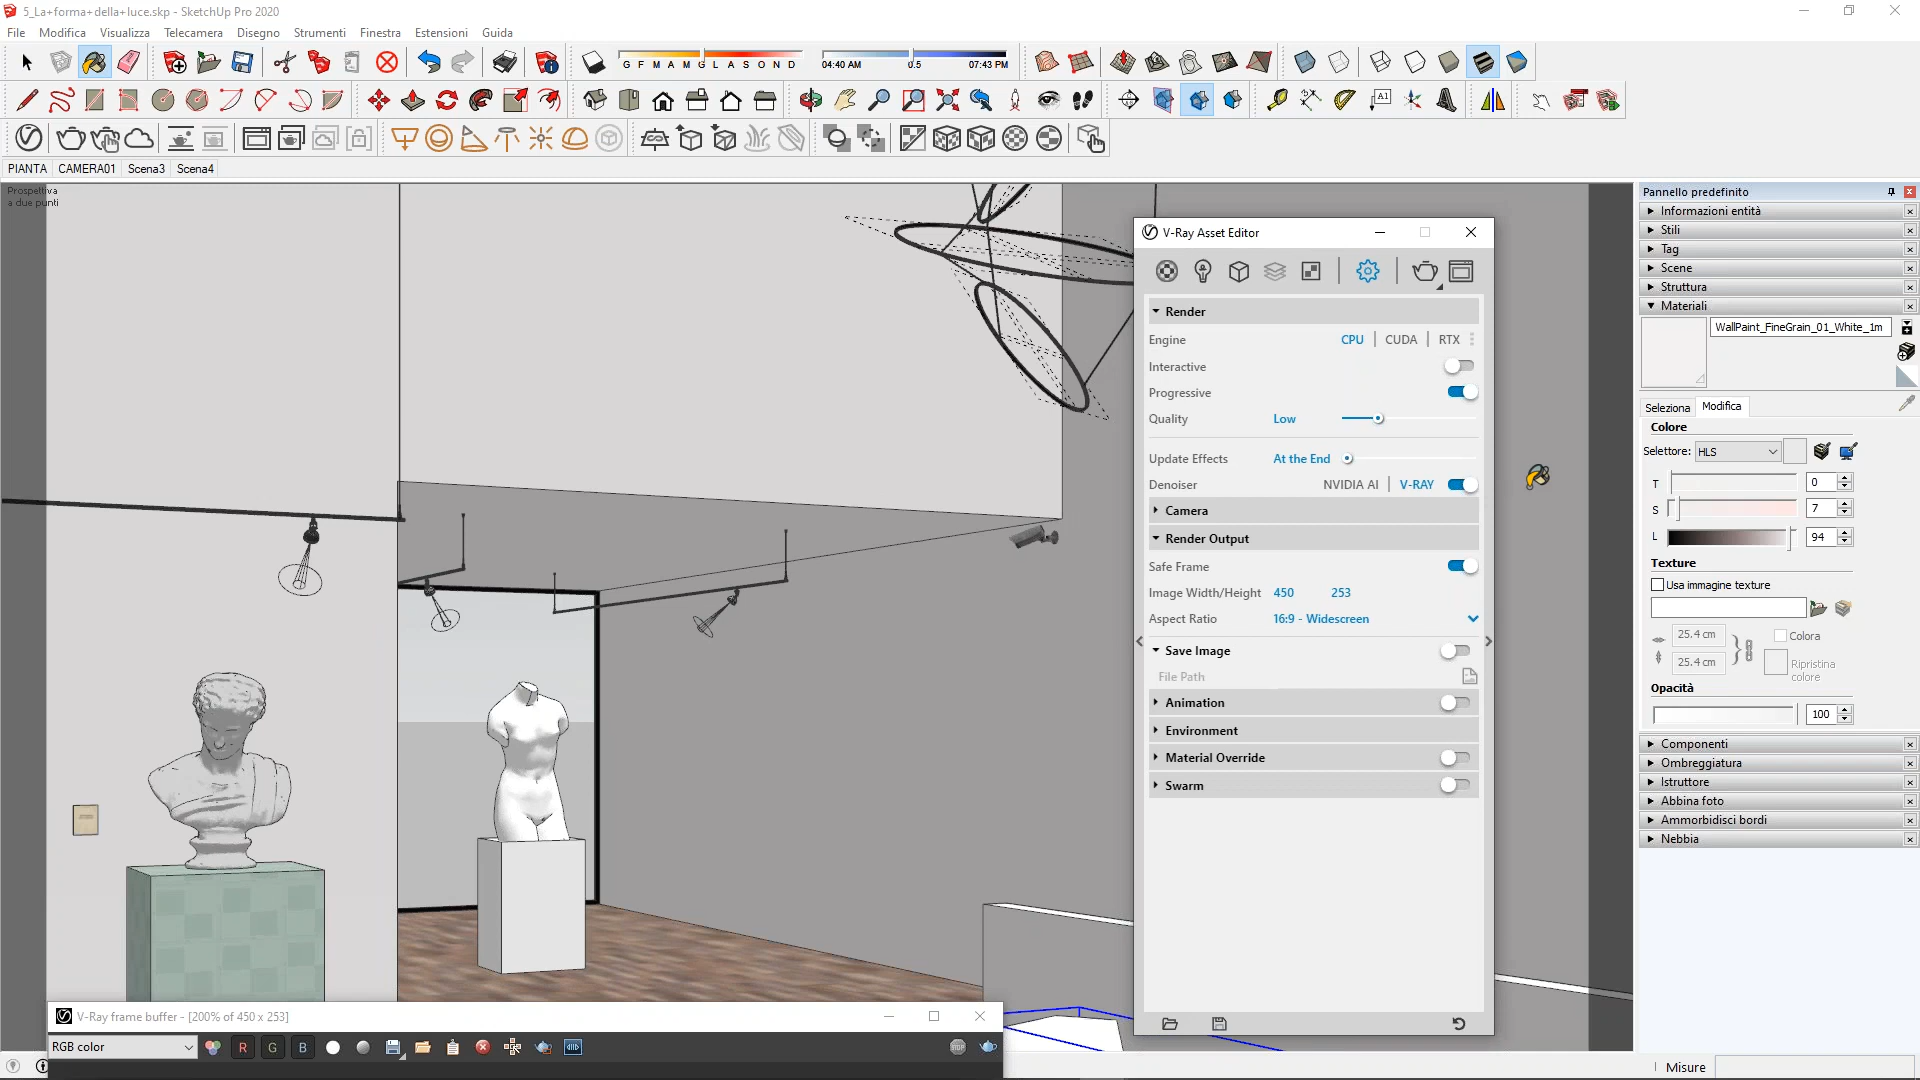 5_La+forma+della+luce.skp - SketchUp Pro 2020
File Modifica Visualizza Telecamera Disegno Strumenti Finestra Estensioni Guida
G F M A M G L A S O N D
04:40 AM 0.5 07:43 PM
A1
PIANTA CAMERA01 Scena3 Scena4
Prospettiva
a due punti
V-Ray Asset Editor
Render
Engine CPU CUDA RTX
Interactive
Progressive
Quality Low
Update Effects At the End
Denoiser NVIDIA AI V-RAY
Camera
Render Output
Safe Frame
Image Width/Height 450 253
Aspect Ratio 16:9 - Widescreen
Save Image
File Path
Animation
Environment
Material Override
Swarm
Pannello predefinito
Informazioni entità
Stili
Tag
Scene
Struttura
Materiali
WallPaint_FineGrain_01_White_1m
Seleziona Modifica
Colore
Selettore: HLS
T 0
S 7
L 94
Texture
Usa immagine texture
25.4 cm Colora
25.4 cm Ripristina
colore
Opacità
100
Componenti
Ombreggiatura
Istruttore
Abbina foto
Ammorbidisci bordi
Nebbia
V-Ray frame buffer - [200% of 450 x 253]
RGB color R G B
STOP
Misure